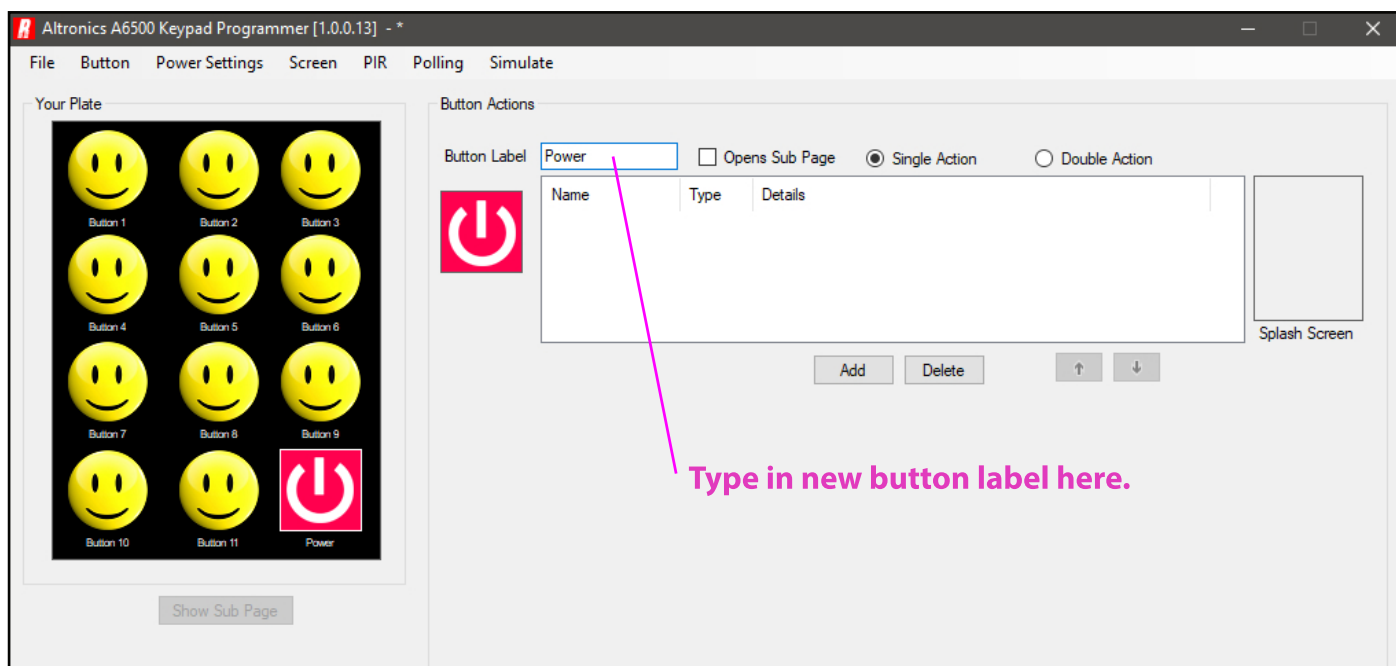 Altronics A6500 Keypad Programmer [1.0.0.13] - *
File Button Power Settings Screen PIR Polling Simulate
Your Plate
Button 1 Button 2 Button 3
Button 4 Button 5 Button 6
Button 7 Button 8 Button 9
Button 10 Button 11 Power
Show Sub Page
Button Actions
Button Label Power Opens Sub Page Single Action Double Action
Name Type Details
Splash Screen
Add Delete
Type in new button label here.